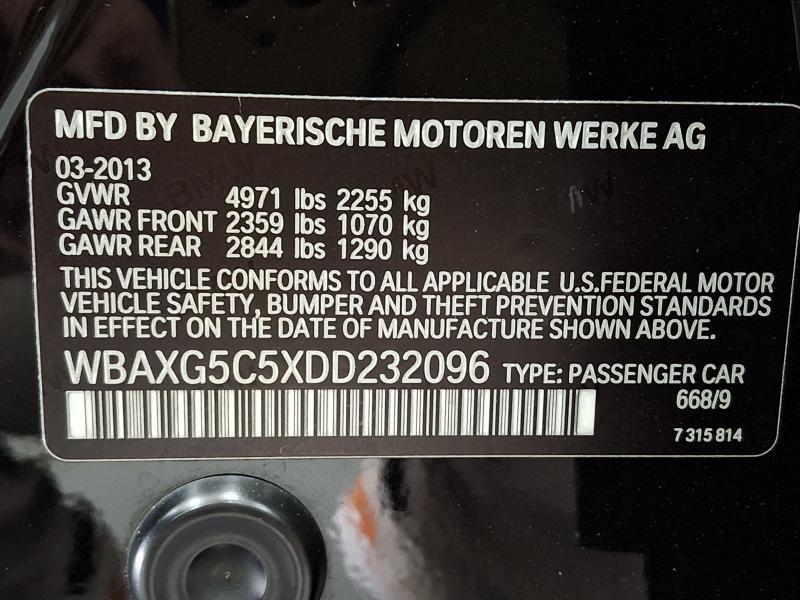 MFD BY BAYERISCHE MOTOREN WERKE AG
03-2013
GVWR 4971 lbs 2255 kg
GAWR FRONT 2359 lbs 1070 kg
GAWR REAR 2844 lbs 1290 kg
THIS VEHICLE CONFORMS TO ALL APPLICABLE U.S.FEDERAL MOTOR
VEHICLE SAFETY, BUMPER AND THEFT PREVENTION STANDARDS
IN EFFECT ON THE DATE OF MANUFACTURE SHOWN ABOVE.
WBAXG5C5XDD232096 TYPE: PASSENGER CAR
668/9
7 315 814